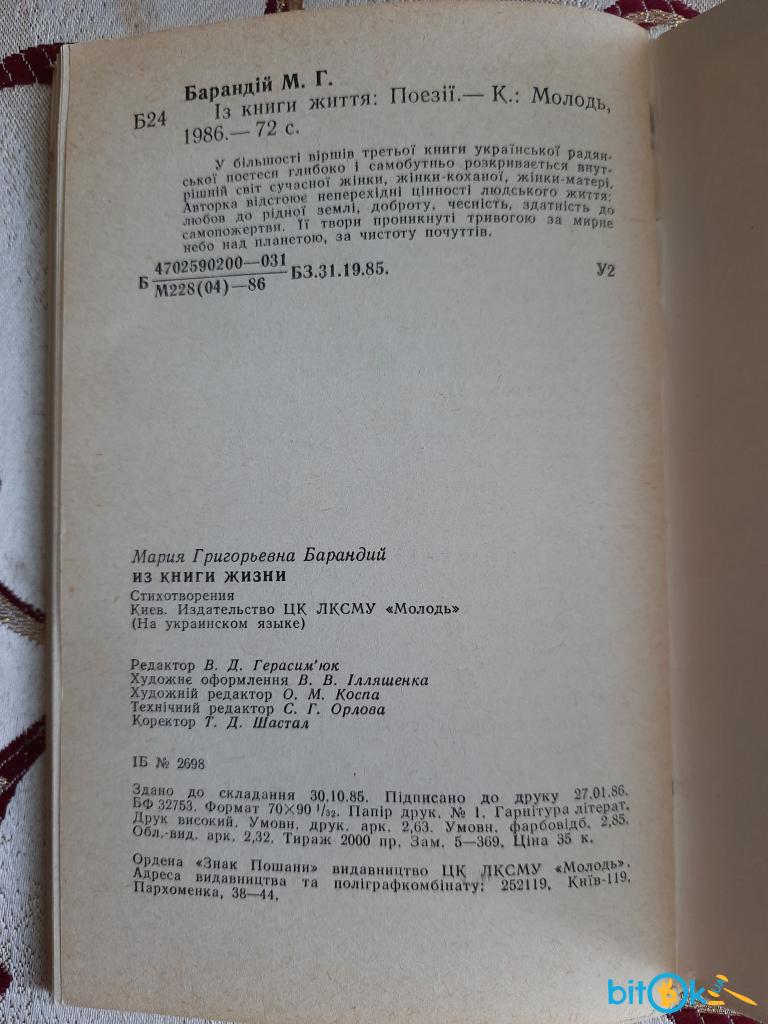 Барандій М. Г.
Б24
Із книги життя: Поезії.— К.: Молодь,
1986.— 72 с.
У більшості віршів третьої книги української радян-
ської поетеси глибоко і самобутньо розкривається внут-
рішній світ сучасної жінки, жінки-коханої, жінки-матері.
Авторка відстоює неперехідні цінності людського життя:
любов до рідної землі, доброту, чесність, здатність до
самопожертви. Її твори проникнуті тривогою за мирне
небо над планетою, за чистоту почуттів.
Б 4702590200—031
М228(04)—86
БЗ.31.19.85.
У2
Мария Григорьевна Барандий
ИЗ КНИГИ ЖИЗНИ
Стихотворения
Киев. Издательство ЦК ЛКСМУ «Молодь»
(На украинском языке)
Редактор В. Д. Герасим'юк
Художнє оформлення В. В. Ілляшенка
Художній редактор О. М. Коспа
Технічний редактор С. Г. Орлова
Коректор Т. Д. Шастал
ІБ № 2698
Здано до складання 30.10.85. Підписано до друку 27.01.86.
БФ 32753. Формат 70×90 1/32. Папір друк. № 1. Гарнітура літерат.
Друк високий. Умовн. друк. арк. 2,63. Умовн. фарбовідб. 2,85.
Обл.-вид. арк. 2,32. Тираж 2000 пр. Зам. 5—369. Ціна 35 к.
Ордена «Знак Пошани» видавництво ЦК ЛКСМУ «Молодь».
Адреса видавництва та поліграфкомбінату: 252119, Київ-119,
Пархоменка, 38—44.
bitok